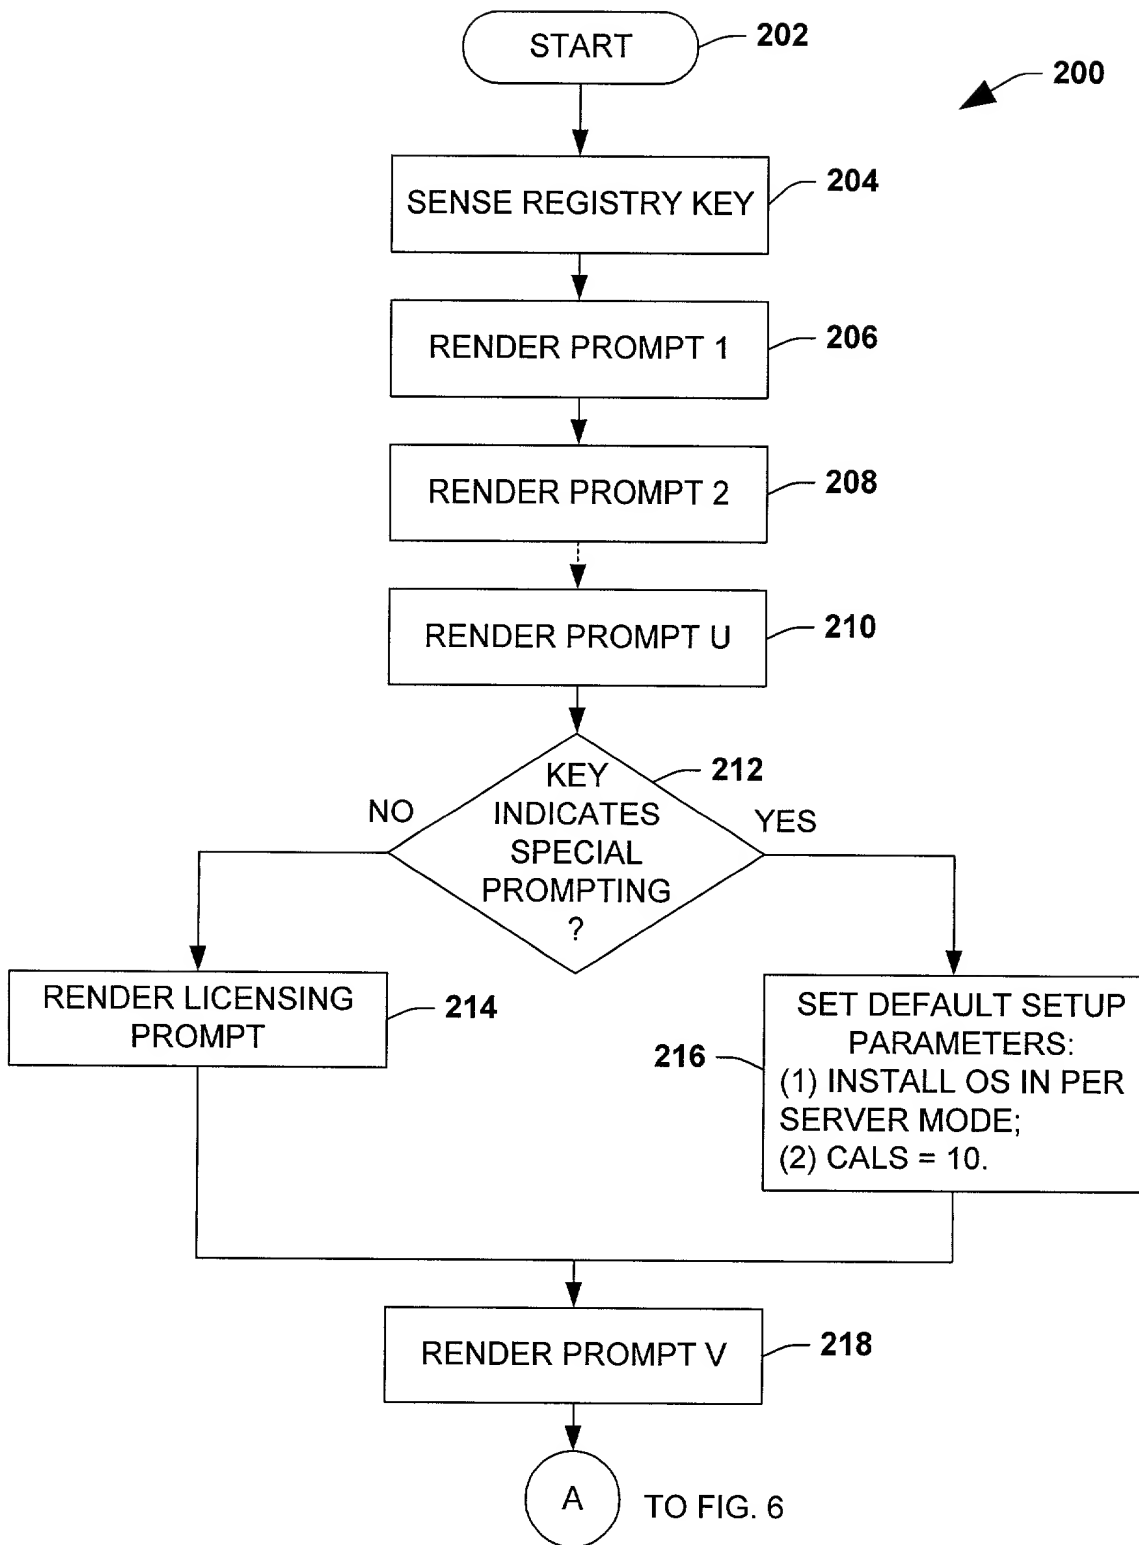 START
202
200
SENSE REGISTRY KEY
204
RENDER PROMPT 1
206
RENDER PROMPT 2
208
RENDER PROMPT U
210
KEY
INDICATES
SPECIAL
PROMPTING
?
212
NO
YES
RENDER LICENSING
PROMPT
214
SET DEFAULT SETUP
PARAMETERS:
(1) INSTALL OS IN PER
SERVER MODE;
(2) CALS = 10.
216
RENDER PROMPT V
218
A
TO FIG. 6